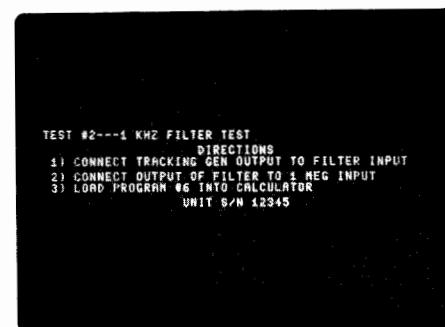 TEST #2---1 KHZ FILTER TEST
DIRECTIONS
1) CONNECT TRACKING GEN OUTPUT TO FILTER INPUT
2) CONNECT OUTPUT OF FILTER TO 1 MEG INPUT
3) LOAD PROGRAM #6 INTO CALCULATOR
UNIT S/N 12345